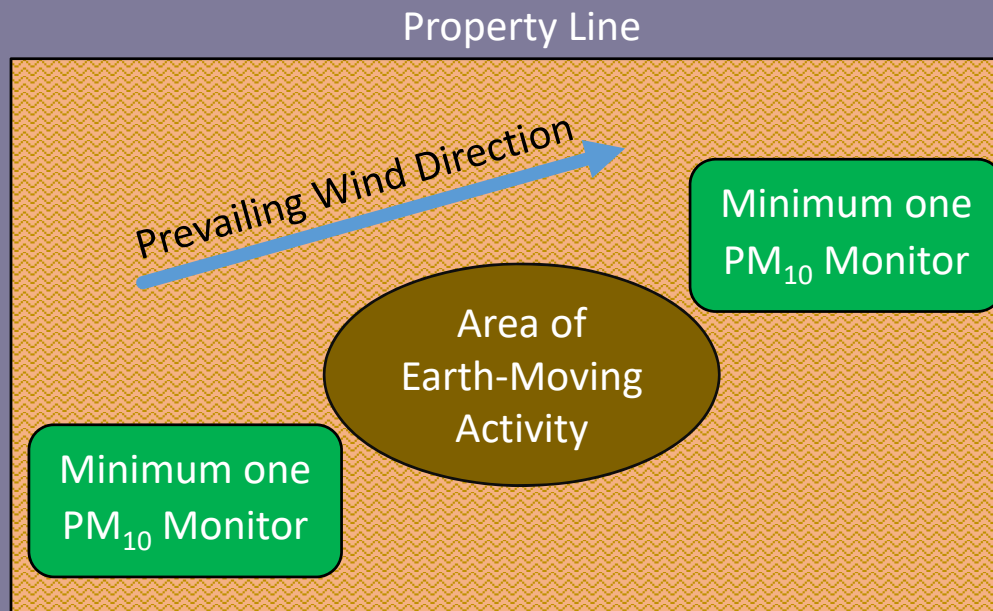 Property Line
Prevailing Wind Direction
Minimum one
PM₁₀ Monitor
Area of
Earth-Moving
Activity
Minimum one
PM₁₀ Monitor